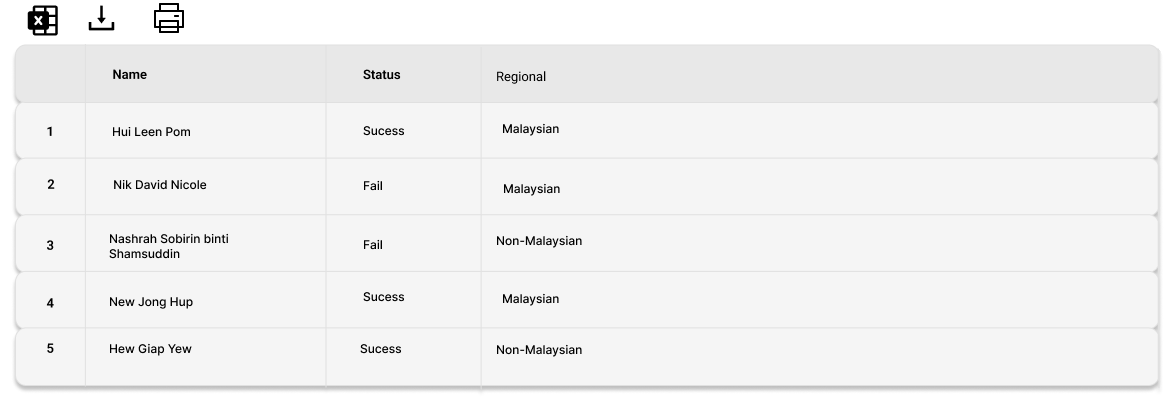 X
Name Status Regional
1 Hui Leen Pom Sucess Malaysian
2 Nik David Nicole Fail Malaysian
3 Nashrah Sobirin binti
Shamsuddin Fail Non-Malaysian
4 New Jong Hup Sucess Malaysian
5 Hew Giap Yew Sucess Non-Malaysian